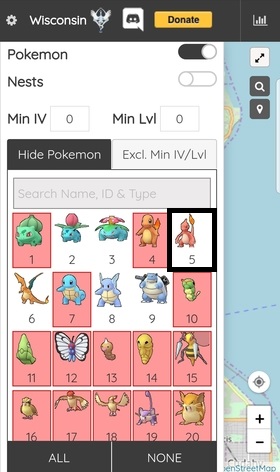 Wisconsin Donate
Pokemon
Nests
Min IV 0 Min Lvl 0
Hide Pokemon Excl. Min IV/Lvl
Search Name, ID & Type
1 2 3 4 5
6 7 8 9 10
11 12 13 14 15
16 17 18 19 20
ALL NONE
+
−
OpenStreetMap